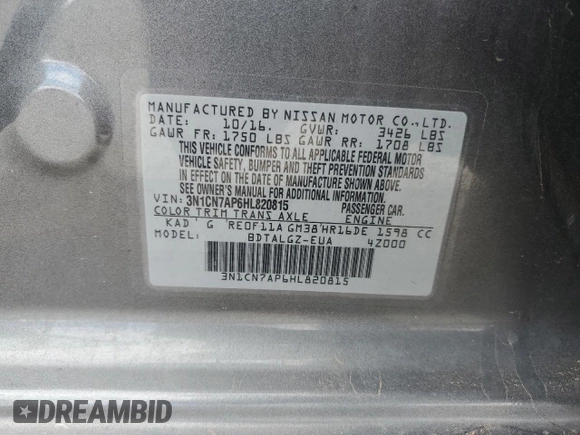 MANUFACTURED BY NISSAN MOTOR CO., LTD.
DATE: 10/16. GVWR: 3426 LBS
GAWR FR: 1750 LBS GAWR RR: 1708 LBS
THIS VEHICLE CONFORMS TO ALL APPLICABLE FEDERAL MOTOR
VEHICLE SAFETY, BUMPER AND THEFT PREVENTION STANDARDS
IN EFFECT ON THE DATE OF MANUFACTURE SHOWN ABOVE.
SEE OWNER'S MANUAL FOR ADDITIONAL INFORMATION.
VIN: 3N1CN7AP6HL820815 PASSENGER CAR.
COLOR TRIM TRANS AXLE ENGINE
KAD G RE0F11A GM38 HR16DE 1598 CC
MODEL: BDTALGZ-EUA 4Z000
3N1CN7AP6HL820815
DREAMBID